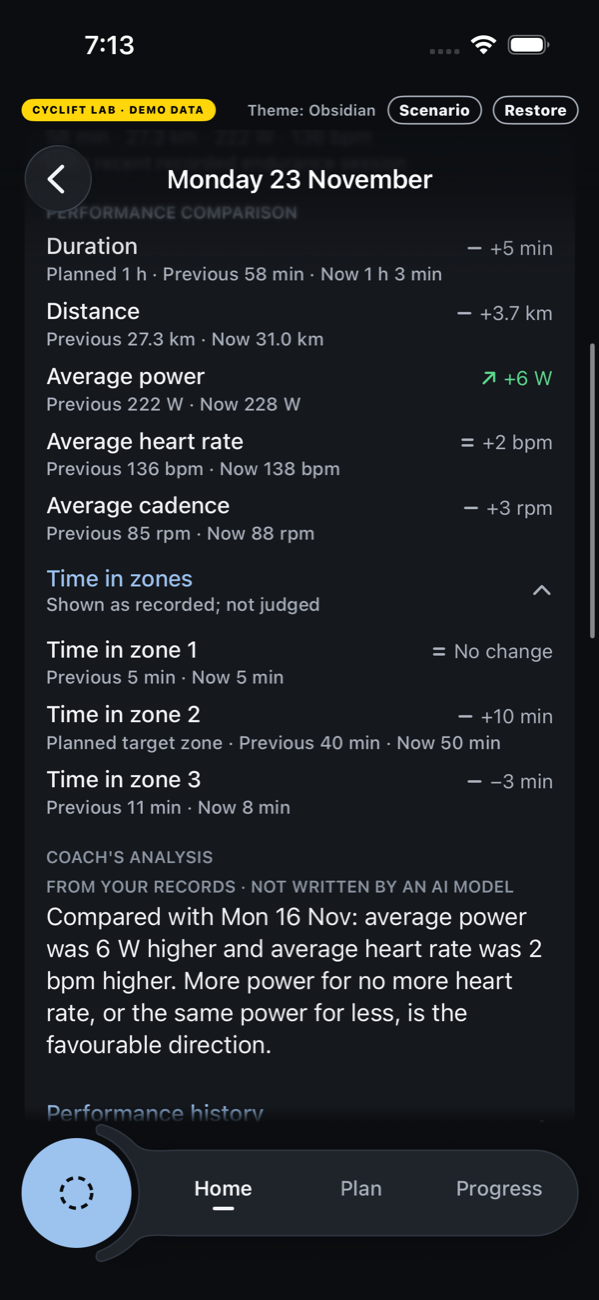 7:13
CYCLIFT LAB · DEMO DATA
Theme: Obsidian
Scenario
Restore
Monday 23 November
PERFORMANCE COMPARISON
Duration
— +5 min
Planned 1 h · Previous 58 min · Now 1 h 3 min
Distance
— +3.7 km
Previous 27.3 km · Now 31.0 km
Average power
↗ +6 W
Previous 222 W · Now 228 W
Average heart rate
= +2 bpm
Previous 136 bpm · Now 138 bpm
Average cadence
— +3 rpm
Previous 85 rpm · Now 88 rpm
Time in zones
Shown as recorded; not judged
Time in zone 1
= No change
Previous 5 min · Now 5 min
Time in zone 2
— +10 min
Planned target zone · Previous 40 min · Now 50 min
Time in zone 3
— −3 min
Previous 11 min · Now 8 min
COACH'S ANALYSIS
FROM YOUR RECORDS · NOT WRITTEN BY AN AI MODEL
Compared with Mon 16 Nov: average power
was 6 W higher and average heart rate was 2
bpm higher. More power for no more heart
rate, or the same power for less, is the
favourable direction.
Performance history
Home
Plan
Progress